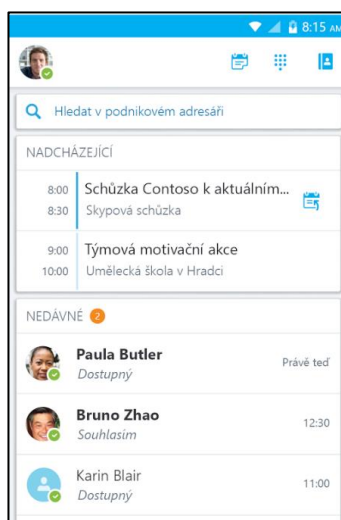 8:15 AM
Hledat v podnikovém adresáři
NADCHÁZEJÍCÍ
8:00 Schůzka Contoso k aktuálním...
8:30 Skypová schůzka
9:00 Týmová motivační akce
10:00 Umělecká škola v Hradci
NEDÁVNÉ 2
Paula Butler
Právě teď
Dostupný
Bruno Zhao
12:30
Souhlasím
Karin Blair
11:00
Dostupný